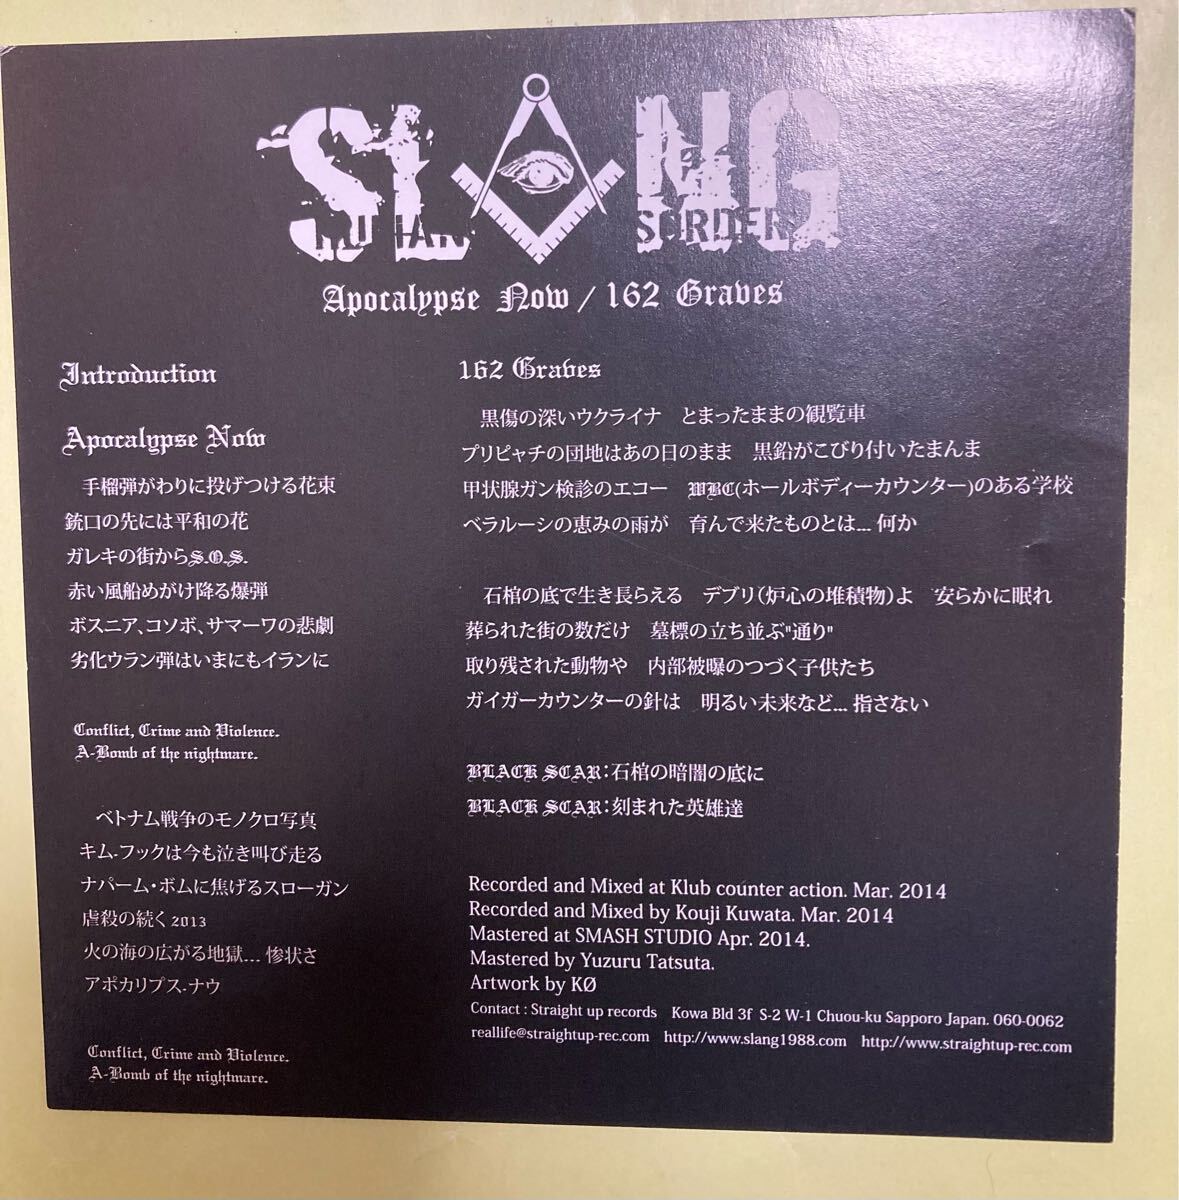 SLANG
Apocalypse Now / 162 Graves
Introduction
Apocalypse Now
手榴弾がわりに投げつける花束
銃口の先には平和の花
ガレキの街からS.O.S.
赤い風船めがけ降る爆弾
ボスニア、コソボ、サマーワの悲劇
劣化ウラン弾はいまにもイランに
Conflict, Crime and Violence.
A-Bomb of the nightmare.
ベトナム戦争のモノクロ写真
キム-フックは今も泣き叫び走る
ナパーム・ボムに焦げるスローガン
虐殺の続く2013
火の海の広がる地獄... 惨状さ
アポカリプス-ナウ
Conflict, Crime and Violence.
A-Bomb of the nightmare.
162 Graves
黒傷の深いウクライナ　とまったままの観覧車
プリピャチの団地はあの日のまま　黒鉛がこびり付いたまんま
甲状腺ガン検診のエコー　WBC(ホールボディーカウンター)のある学校
ベラルーシの恵みの雨が　育んで来たものとは... 何か
石棺の底で生き長らえる　デブリ（炉心の堆積物）よ　安らかに眠れ
葬られた街の数だけ　墓標の立ち並ぶ"通り"
取り残された動物や　内部被曝のつづく子供たち
ガイガーカウンターの針は　明るい未来など... 指さない
BLACK SCAR：石棺の暗闇の底に
BLACK SCAR：刻まれた英雄達
Recorded and Mixed at Klub counter action. Mar. 2014
Recorded and Mixed by Kouji Kuwata. Mar. 2014
Mastered at SMASH STUDIO Apr. 2014.
Mastered by Yuzuru Tatsuta.
Artwork by KØ
Contact : Straight up records　Kowa Bld 3f S-2 W-1 Chuou-ku Sapporo Japan. 060-0062
reallife@straightup-rec.com　http://www.slang1988.com　http://www.straightup-rec.com